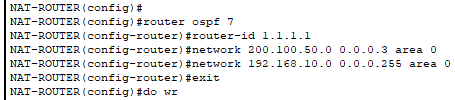 NAT-ROUTER(config)#
NAT-ROUTER(config)#router ospf 7
NAT-ROUTER(config-router)#router-id 1.1.1.1
NAT-ROUTER(config-router)#network 200.100.50.0 0.0.0.3 area 0
NAT-ROUTER(config-router)#network 192.168.10.0 0.0.0.255 area 0
NAT-ROUTER(config-router)#exit
NAT-ROUTER(config)#do wr